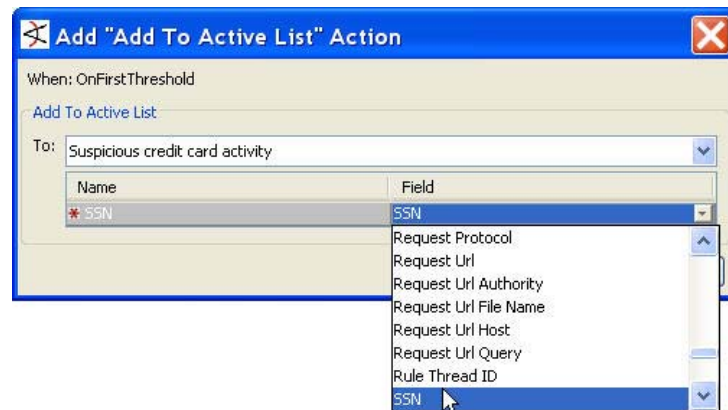 Add "Add To Active List" Action
When: OnFirstThreshold
Add To Active List
To: Suspicious credit card activity
Name Field
* SSN SSN
Request Protocol
Request Url
Request Url Authority
Request Url File Name
Request Url Host
Request Url Query
Rule Thread ID
SSN